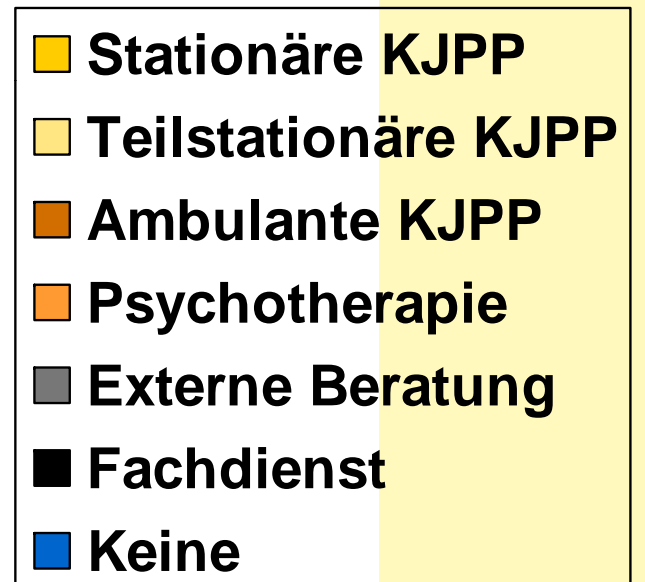 Stationäre KJPP
Teilstationäre KJPP
Ambulante KJPP
Psychotherapie
Externe Beratung
Fachdienst
Keine